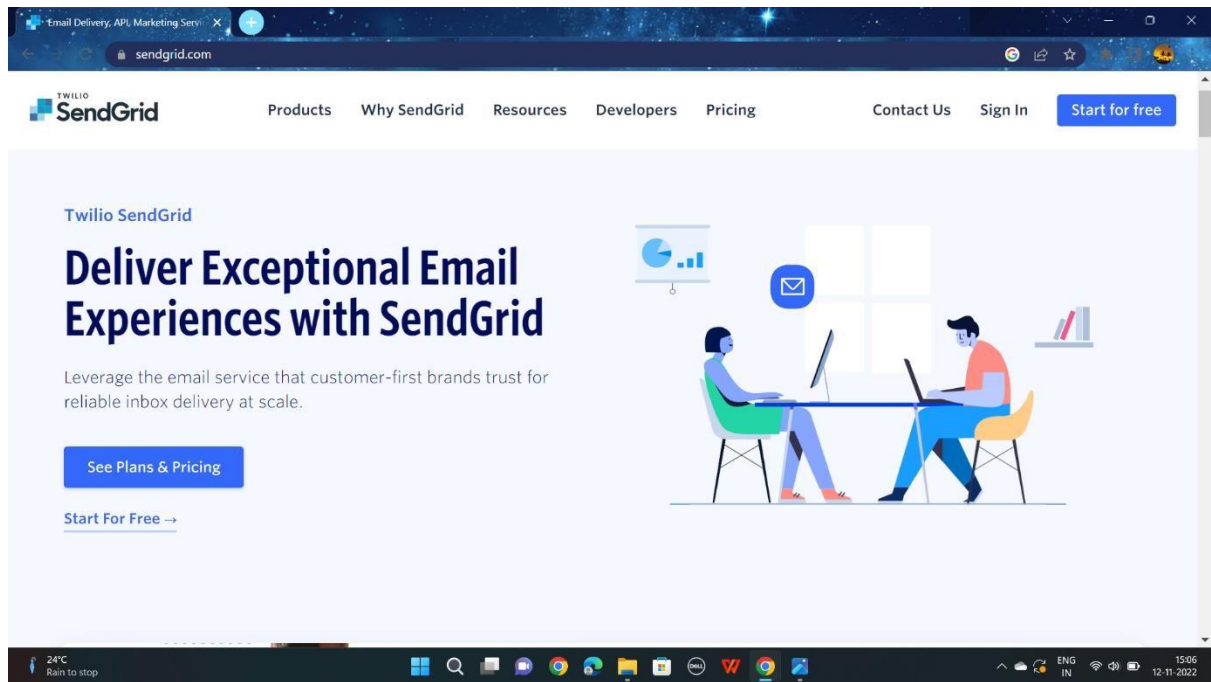 Email Delivery, API, Marketing Servi
sendgrid.com
TWILIO
SendGrid
Products
Why SendGrid
Resources
Developers
Pricing
Contact Us
Sign In
Start for free
Twilio SendGrid
Deliver Exceptional Email
Experiences with SendGrid
Leverage the email service that customer-first brands trust for
reliable inbox delivery at scale.
See Plans & Pricing
Start For Free →
24°C
Rain to stop
DELL
W
ENG
IN
15:06
12-11-2022